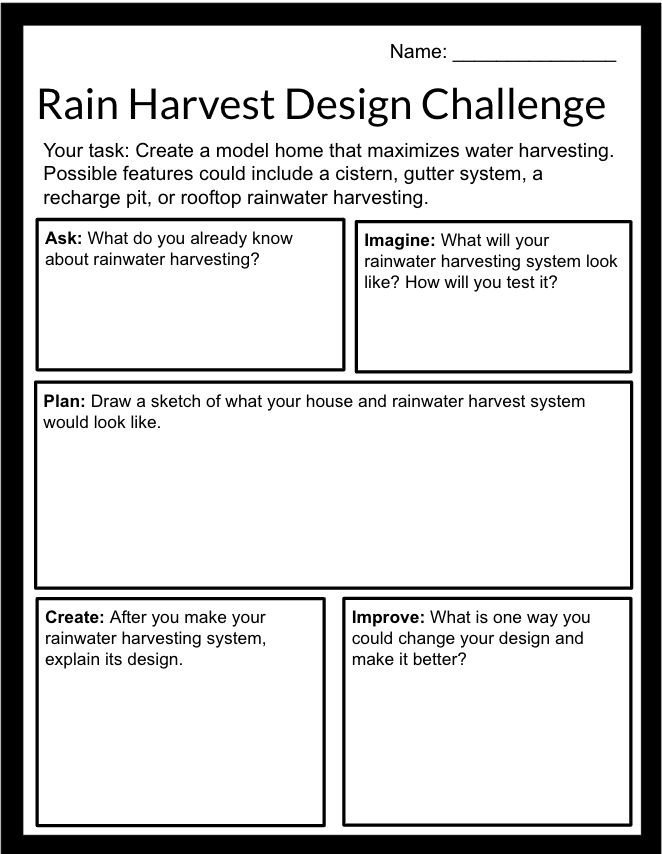 Name: _______________
Rain Harvest Design Challenge
Your task: Create a model home that maximizes water harvesting.
Possible features could include a cistern, gutter system, a
recharge pit, or rooftop rainwater harvesting.
Ask: What do you already know
about rainwater harvesting?
Imagine: What will your
rainwater harvesting system look
like? How will you test it?
Plan: Draw a sketch of what your house and rainwater harvest system
would look like.
Create: After you make your
rainwater harvesting system,
explain its design.
Improve: What is one way you
could change your design and
make it better?